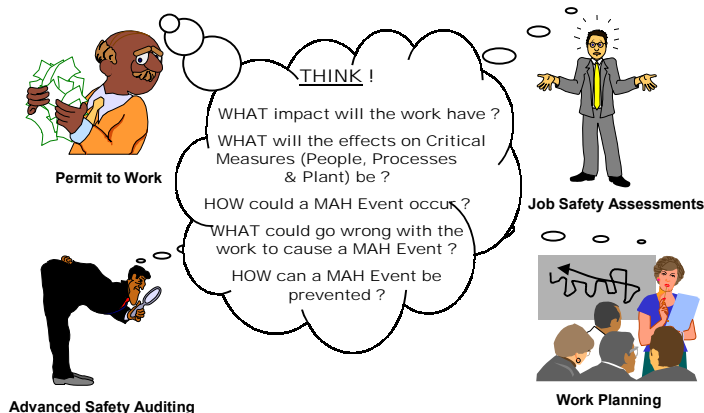 THINK !
WHAT impact will the work have ?
WHAT will the effects on Critical
Measures (People, Processes
& Plant) be ?
HOW could a MAH Event occur ?
WHAT could go wrong with the
work to cause a MAH Event ?
HOW can a MAH Event be
prevented ?
Permit to Work
Job Safety Assessments
Advanced Safety Auditing
Work Planning